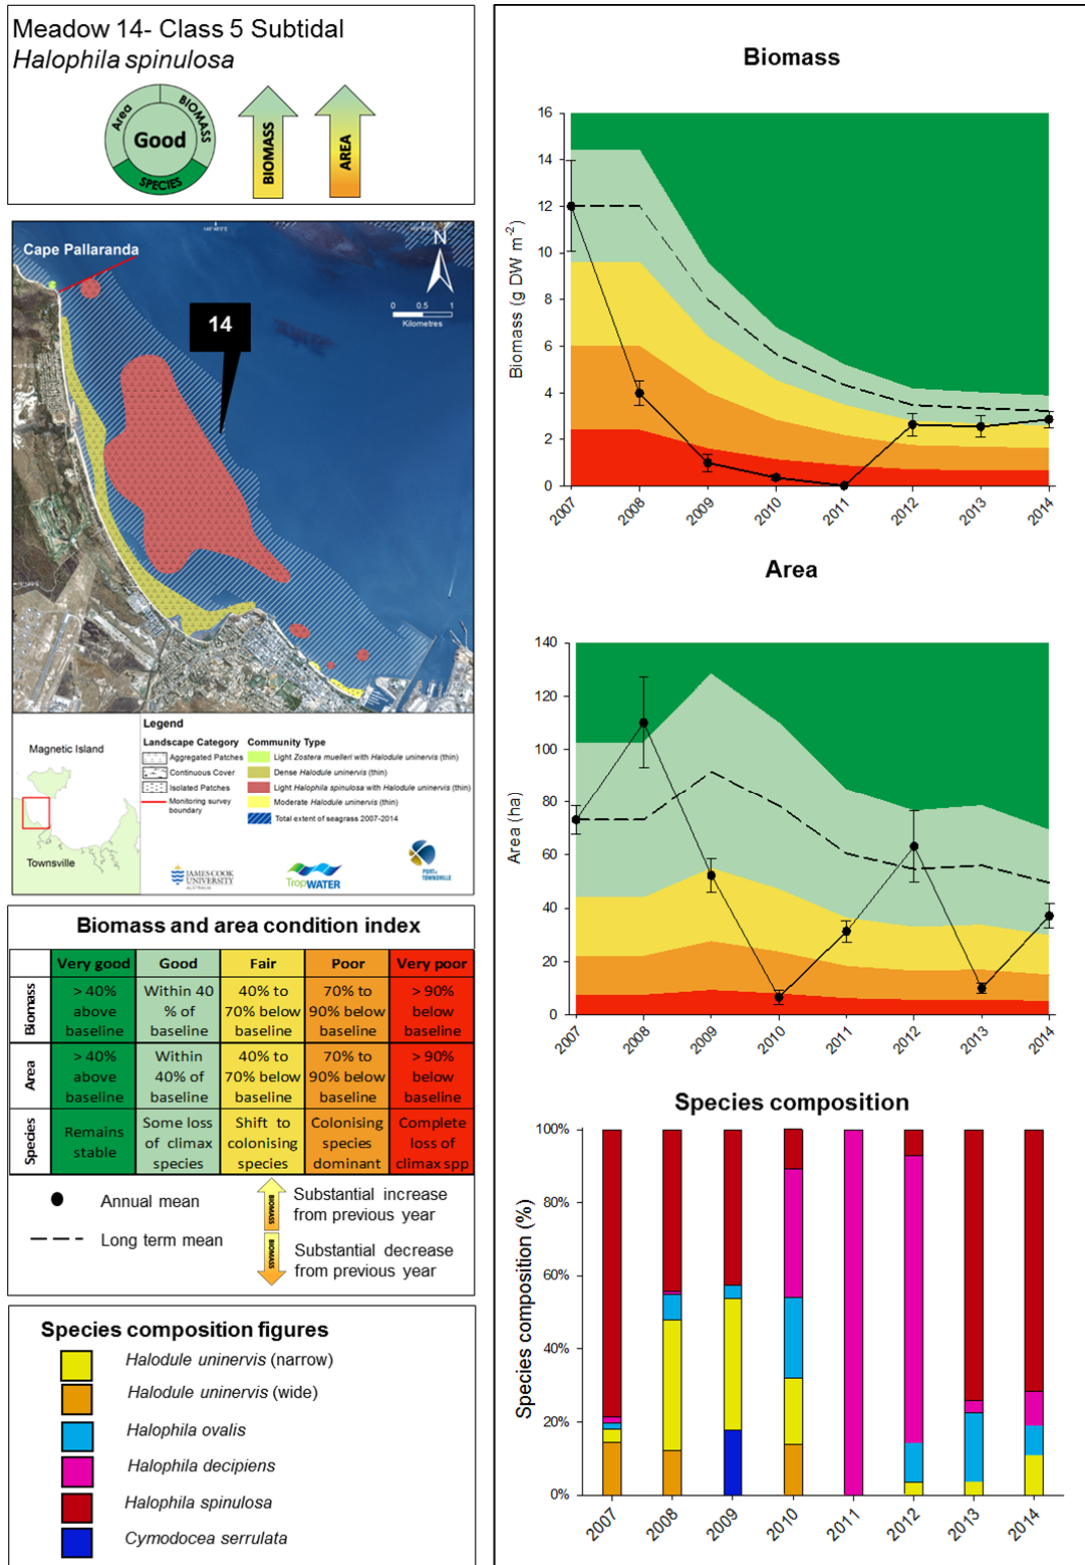 Meadow 14- Class 5 Subtidal
Halophila spinulosa
Area
BIOMASS
Good
SPECIES
BIOMASS
AREA
Cape Pallaranda
N
0 0.5 1
Kilometres
14
Legend
Landscape Category
Aggregated Patches
Continuous Cover
Isolated Patches
Monitoring survey
boundary
Community Type
Light Zostera muelleri with Halodule uninervis (thin)
Dense Halodule uninervis (thin)
Light Halophila spinulosa with Halodule uninervis (thin)
Moderate Halodule uninervis (thin)
Total extent of seagrass 2007-2014
Magnetic Island
Townsville
JAMES COOK
UNIVERSITY
AUSTRALIA
TropWATER
PORT of
TOWNSVILLE
Biomass and area condition index
Very good Good Fair Poor Very poor
Biomass
> 40%
above
baseline
Within 40
% of
baseline
40% to
70% below
baseline
70% to
90% below
baseline
> 90%
below
baseline
Area
> 40%
above
baseline
Within
40% of
baseline
40% to
70% below
baseline
70% to
90% below
baseline
> 90%
below
baseline
Species
Remains
stable
Some loss
of climax
species
Shift to
colonising
species
Colonising
species
dominant
Complete
loss of
climax spp
Annual mean
Long term mean
BIOMASS
Substantial increase
from previous year
BIOMASS
Substantial decrease
from previous year
Species composition figures
Halodule uninervis (narrow)
Halodule uninervis (wide)
Halophila ovalis
Halophila decipiens
Halophila spinulosa
Cymodocea serrulata
Biomass
Biomass (g DW m-2)
16
14
12
10
8
6
4
2
0
2007 2008 2009 2010 2011 2012 2013 2014
Area
Area (ha)
140
120
100
80
60
40
20
0
2007 2008 2009 2010 2011 2012 2013 2014
Species composition
Species composition (%)
100%
80%
60%
40%
20%
0%
2007 2008 2009 2010 2011 2012 2013 2014